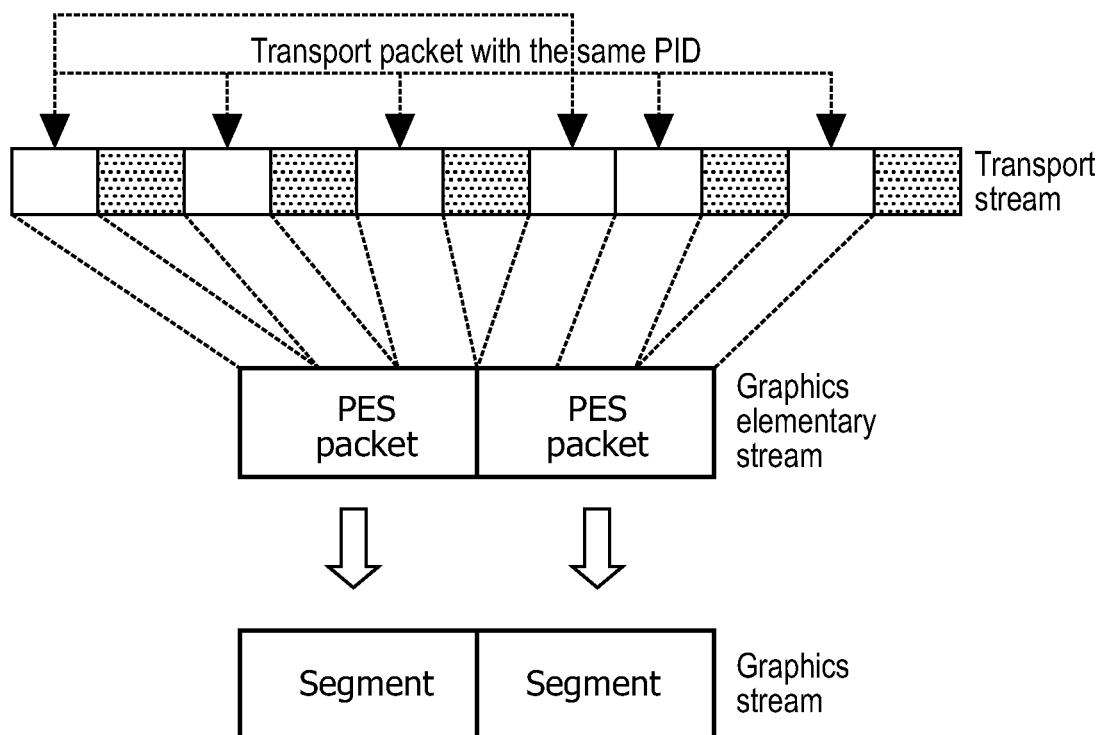 Transport packet with the same PID
Transport
stream
PES
packet
PES
packet
Graphics
elementary
stream
Segment
Segment
Graphics
stream